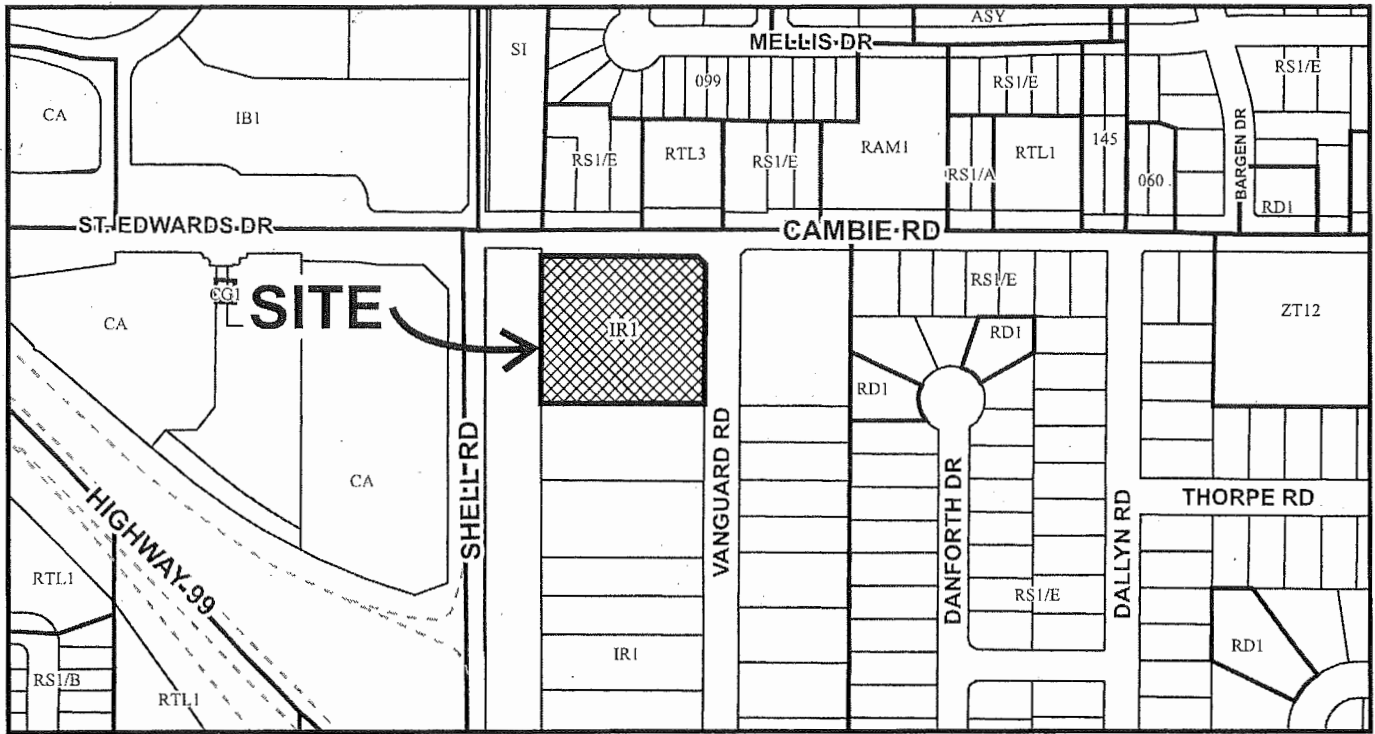 ASY
MELLIS DR
SI
RS1/E
RS1/E
099
CA
IB1
145
RS1/E
RTL3
RS1/E
RAM1
RTL1
RS1/A
060
BARGEN DR
RD1
ST. EDWARDS DR
CAMBIE RD
RS1/E
CG1
SITE
CA
IR1
RD1
ZT12
RD1
SHELL RD
VANGUARD RD
CA
DANFORTH DR
DALLYN RD
THORPE RD
HIGHWAY 99
RTL1
RS1/E
RD1
IR1
RS1/B
RTL1